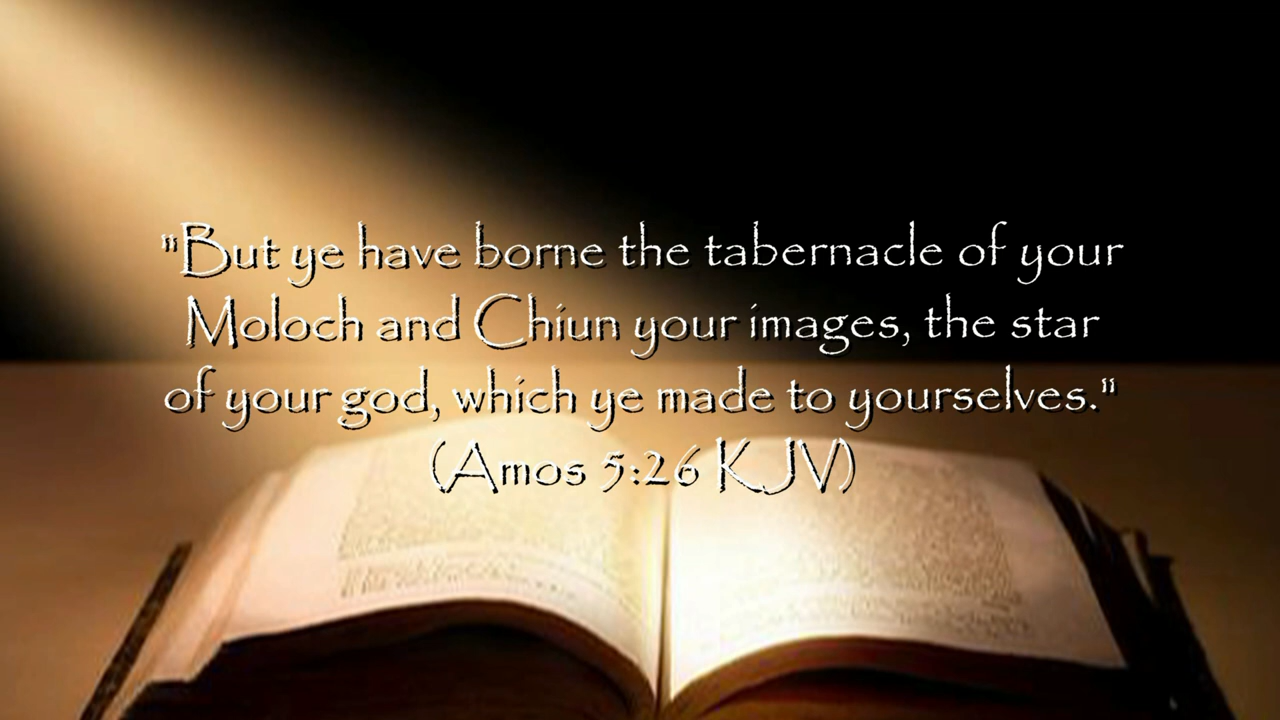 "But ye have borne the tabernacle of your
Moloch and Chiun your images, the star
of your god, which ye made to yourselves."
(Amos 5:26 KJV)